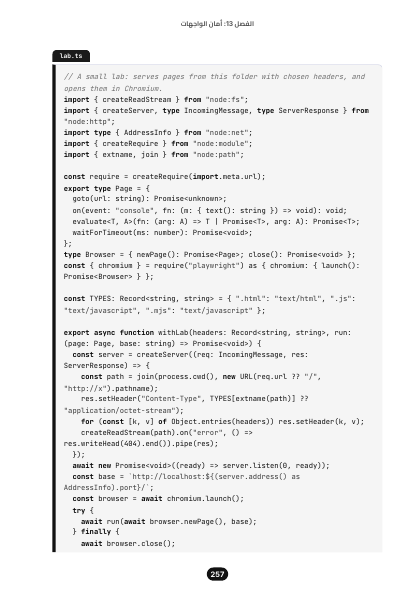 الفصل 13: أمان الواجهات
lab.ts
// A small lab: serves pages from this folder with chosen headers, and
opens them in Chromium.
import { createReadStream } from "node:fs";
import { createServer, type IncomingMessage, type ServerResponse } from
"node:http";
import type { AddressInfo } from "node:net";
import { createRequire } from "node:module";
import { extname, join } from "node:path";
const require = createRequire(import.meta.url);
export type Page = {
  goto(url: string): Promise<unknown>;
  on(event: "console", fn: (m: { text(): string }) => void): void;
  evaluate<T, A>(fn: (arg: A) => T | Promise<T>, arg: A): Promise<T>;
  waitForTimeout(ms: number): Promise<void>;
};
type Browser = { newPage(): Promise<Page>; close(): Promise<void> };
const { chromium } = require("playwright") as { chromium: { launch():
Promise<Browser> } };
const TYPES: Record<string, string> = { ".html": "text/html", ".js":
"text/javascript", ".mjs": "text/javascript" };
export async function withLab(headers: Record<string, string>, run:
(page: Page, base: string) => Promise<void>) {
  const server = createServer((req: IncomingMessage, res:
ServerResponse) => {
    const path = join(process.cwd(), new URL(req.url ?? "/",
"http://x").pathname);
    res.setHeader("Content-Type", TYPES[extname(path)] ??
"application/octet-stream");
    for (const [k, v] of Object.entries(headers)) res.setHeader(k, v);
    createReadStream(path).on("error", () =>
res.writeHead(404).end()).pipe(res);
  });
  await new Promise<void>((ready) => server.listen(0, ready));
  const base = `http://localhost:${(server.address() as
AddressInfo).port}/`;
  const browser = await chromium.launch();
  try {
    await run(await browser.newPage(), base);
  } finally {
    await browser.close();
257